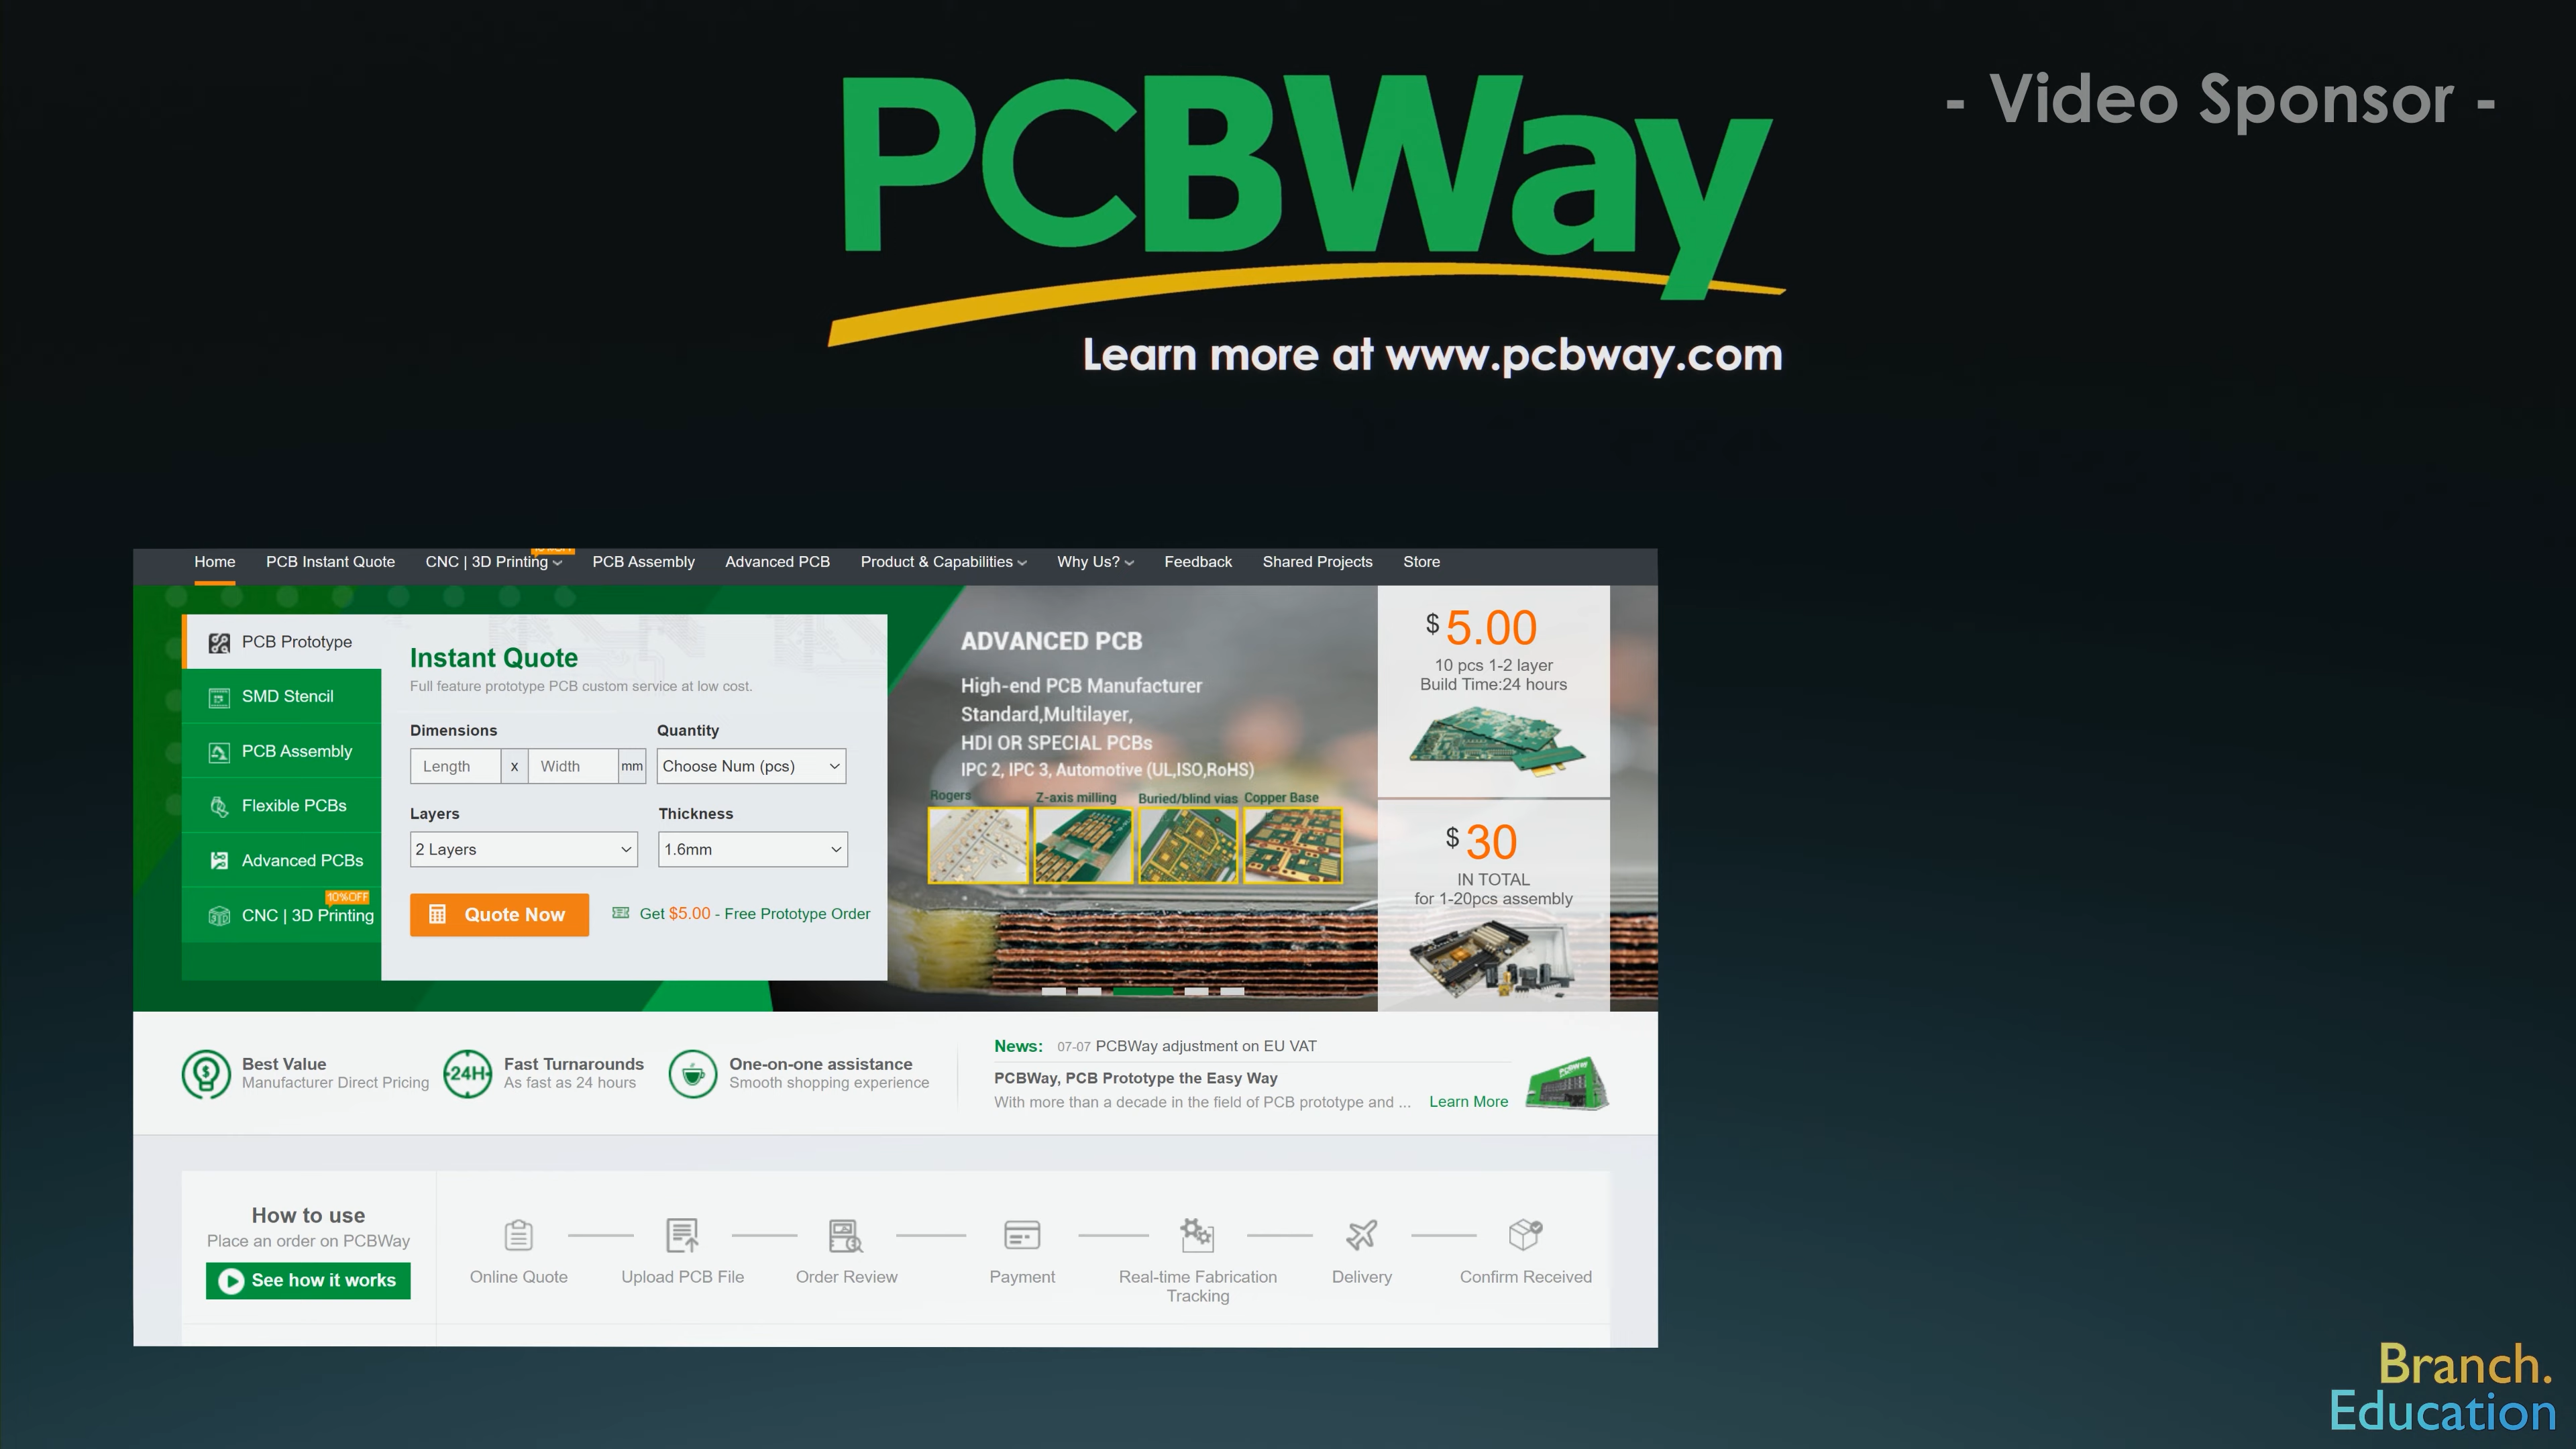 PCBWay
- Video Sponsor -
Learn more at www.pcbway.com
Home PCB Instant Quote CNC | 3D Printing PCB Assembly Advanced PCB Product & Capabilities Why Us? Feedback Shared Projects Store
PCB Prototype
SMD Stencil
PCB Assembly
Flexible PCBs
Advanced PCBs
10%OFF
CNC | 3D Printing
Instant Quote
Full feature prototype PCB custom service at low cost.
Dimensions Quantity
Length x Width mm Choose Num (pcs)
Layers Thickness
2 Layers 1.6mm
Quote Now Get $5.00 - Free Prototype Order
ADVANCED PCB
High-end PCB Manufacturer
Standard,Multilayer,
HDI OR SPECIAL PCBs
IPC 2, IPC 3, Automotive (UL,ISO,RoHS)
Rogers Z-axis milling Buried/blind vias Copper Base
$ 5.00
10 pcs 1-2 layer
Build Time:24 hours
$ 30
IN TOTAL
for 1-20pcs assembly
Best Value
Manufacturer Direct Pricing
24H
Fast Turnarounds
As fast as 24 hours
One-on-one assistance
Smooth shopping experience
News: 07-07 PCBWay adjustment on EU VAT
PCBWay, PCB Prototype the Easy Way
With more than a decade in the field of PCB prototype and ... Learn More
PCBWay
How to use
Place an order on PCBWay
See how it works
Online Quote
Upload PCB File
Order Review
Payment
Real-time Fabrication
Tracking
Delivery
Confirm Received
Branch.
Education